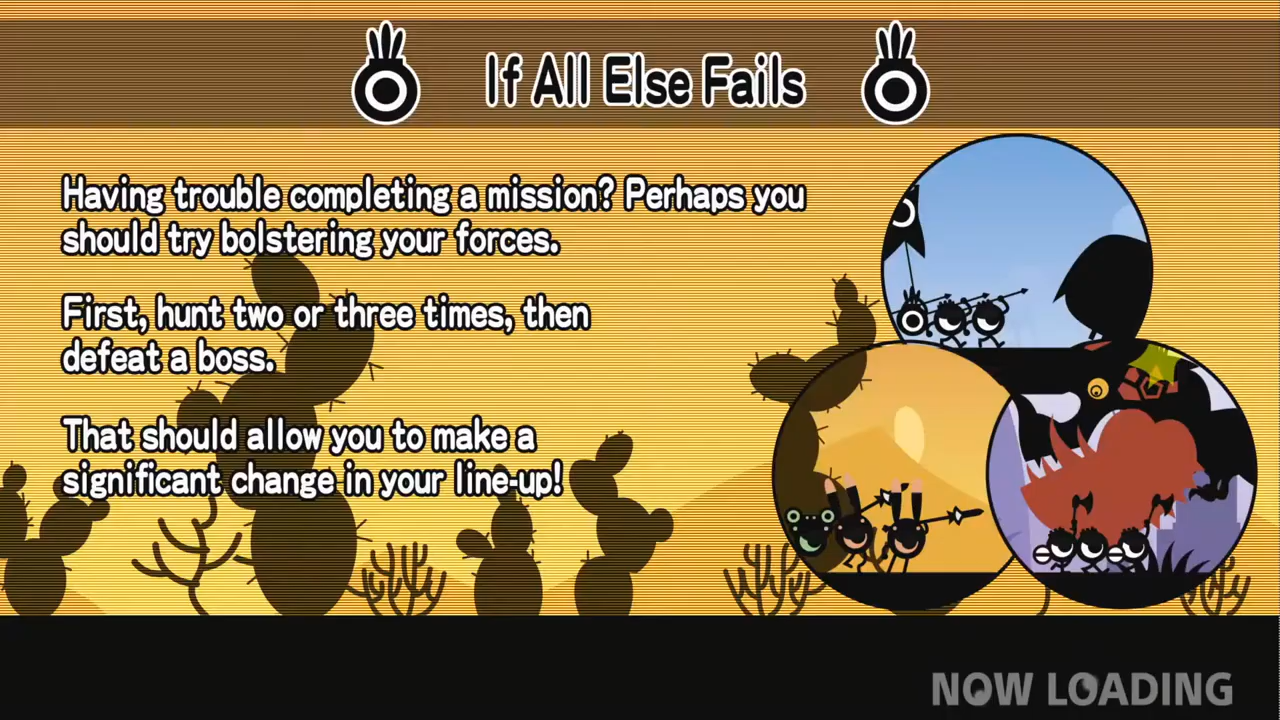 If All Else Fails
Having trouble completing a mission? Perhaps you
should try bolstering your forces.
First, hunt two or three times, then
defeat a boss.
That should allow you to make a
significant change in your line-up!
NOW LOADING